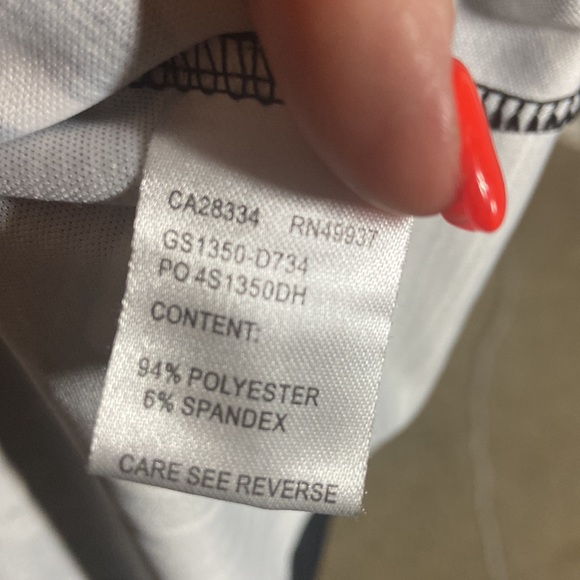 CA28334 RN49937
GS1350-D734
PO 4S1350DH
CONTENT:
94% POLYESTER
6% SPANDEX
CARE SEE REVERSE